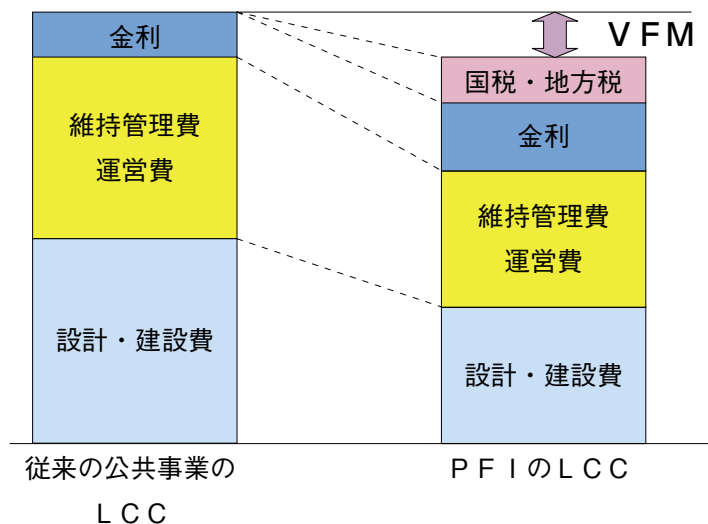 金利
維持管理費
運営費
設計・建設費
従来の公共事業の
ＬＣＣ
ＶＦＭ
国税・地方税
金利
維持管理費
運営費
設計・建設費
ＰＦＩのＬＣＣ